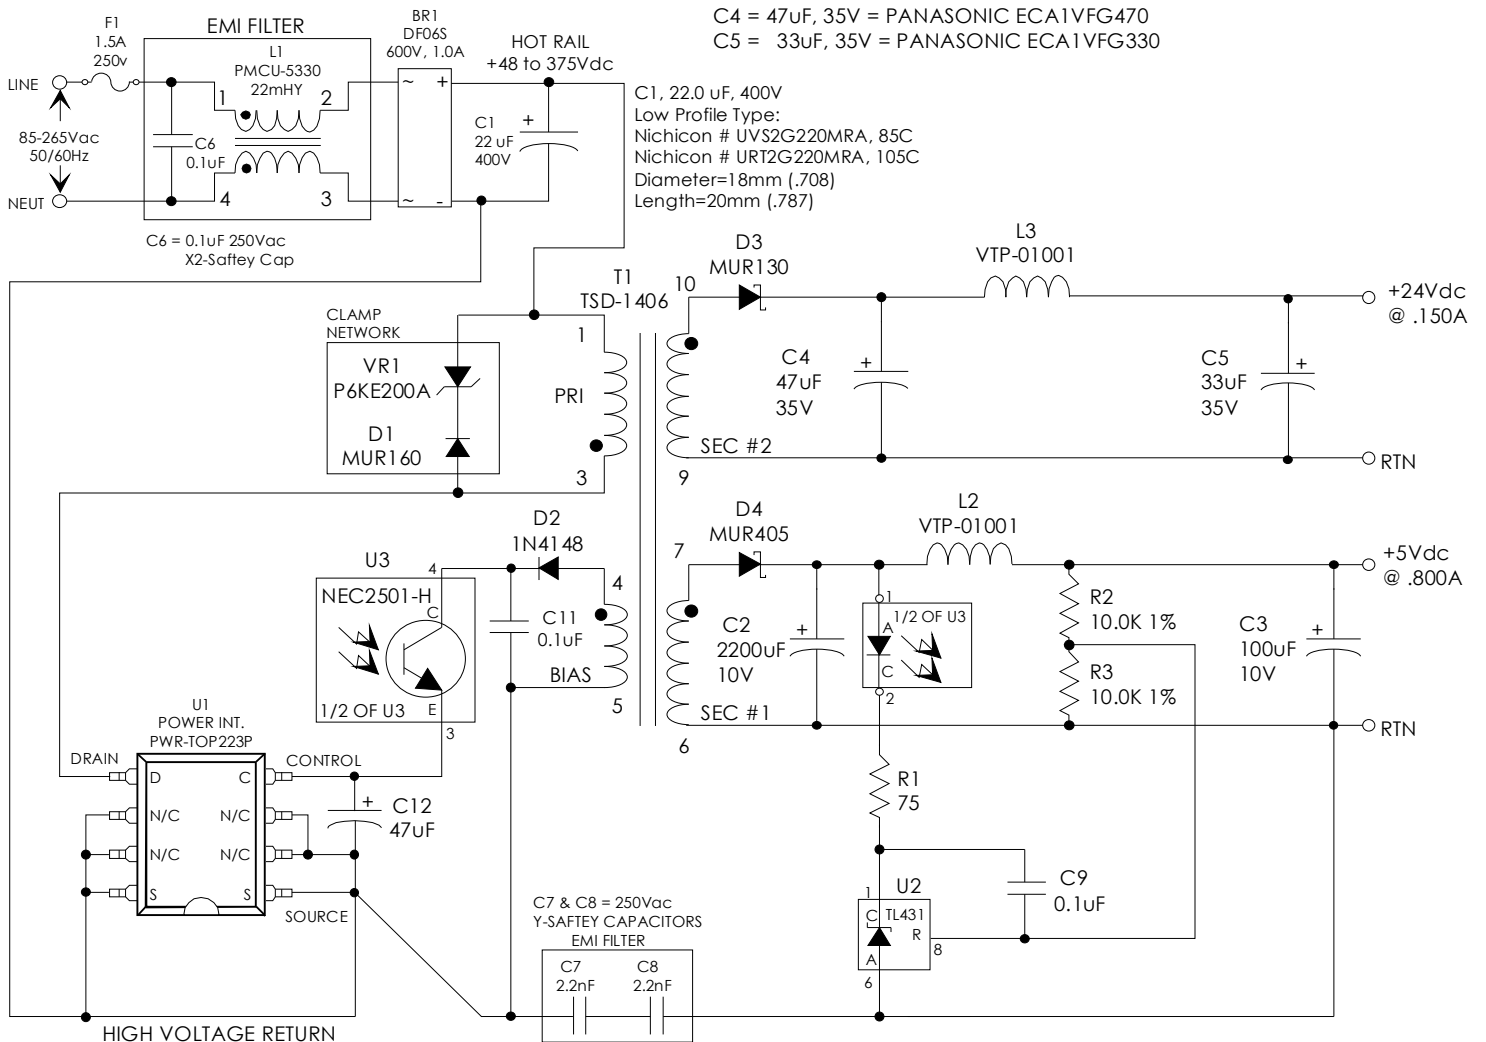 C4 = 47uF, 35V = PANASONIC ECA1VFG470
C5 = 33uF, 35V = PANASONIC ECA1VFG330
F1
1.5A
250v
EMI FILTER
L1
PMCU-5330
22mHY
BR1
DF06S
600V, 1.0A
HOT RAIL
+48 to 375Vdc
LINE
1
2
~
+
85-265Vac
50/60Hz
C6
0.1uF
C1
22 uF
400V
+
C1, 22.0 uF, 400V
Low Profile Type:
Nichicon # UVS2G220MRA, 85C
Nichicon # URT2G220MRA, 105C
Diameter=18mm (.708)
Length=20mm (.787)
NEUT
4
3
~
-
C6 = 0.1uF 250Vac
X2-Saftey Cap
T1
TSD-1406
10
D3
MUR130
L3
VTP-01001
+24Vdc
@ .150A
CLAMP
NETWORK
VR1
P6KE200A
D1
MUR160
1
PRI
3
C4
47uF
35V
+
C5
33uF
35V
+
SEC #2
9
RTN
D2
1N4148
7
D4
MUR405
L2
VTP-01001
+5Vdc
@ .800A
U3
4
NEC2501-H
C
E
1/2 OF U3
3
C11
0.1uF
4
BIAS
5
C2
2200uF
10V
+
1
1/2 OF U3
A
C
2
R2
10.0K 1%
R3
10.0K 1%
C3
100uF
10V
+
SEC #1
6
RTN
U1
POWER INT.
PWR-TOP223P
DRAIN
CONTROL
D
C
N/C
N/C
N/C
N/C
S
S
SOURCE
+
C12
47uF
R1
75
C9
0.1uF
1
U2
C
TL431
R
A
8
6
C7 & C8 = 250Vac
Y-SAFTEY CAPACITORS
EMI FILTER
C7
2.2nF
C8
2.2nF
HIGH VOLTAGE RETURN